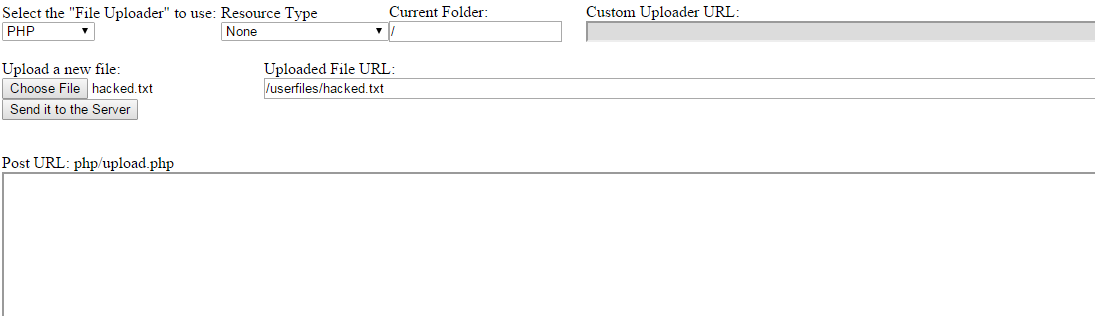 Select the "File Uploader" to use: Resource Type Current Folder: Custom Uploader URL:
PHP None /
Upload a new file: Uploaded File URL:
Choose File hacked.txt /userfiles/hacked.txt
Send it to the Server
Post URL: php/upload.php